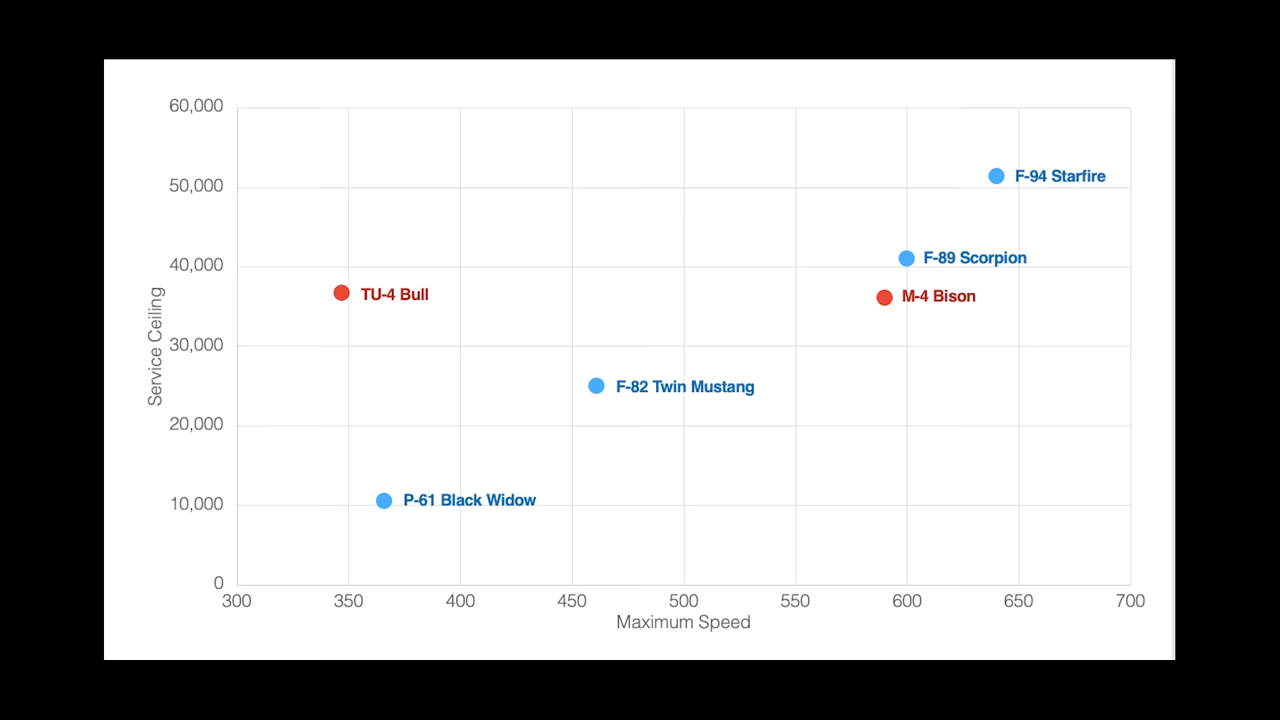 60,000
50,000
40,000
30,000
20,000
10,000
0
Service Ceiling
F-94 Starfire
F-89 Scorpion
TU-4 Bull
M-4 Bison
F-82 Twin Mustang
P-61 Black Widow
300 350 400 450 500 550 600 650 700
Maximum Speed